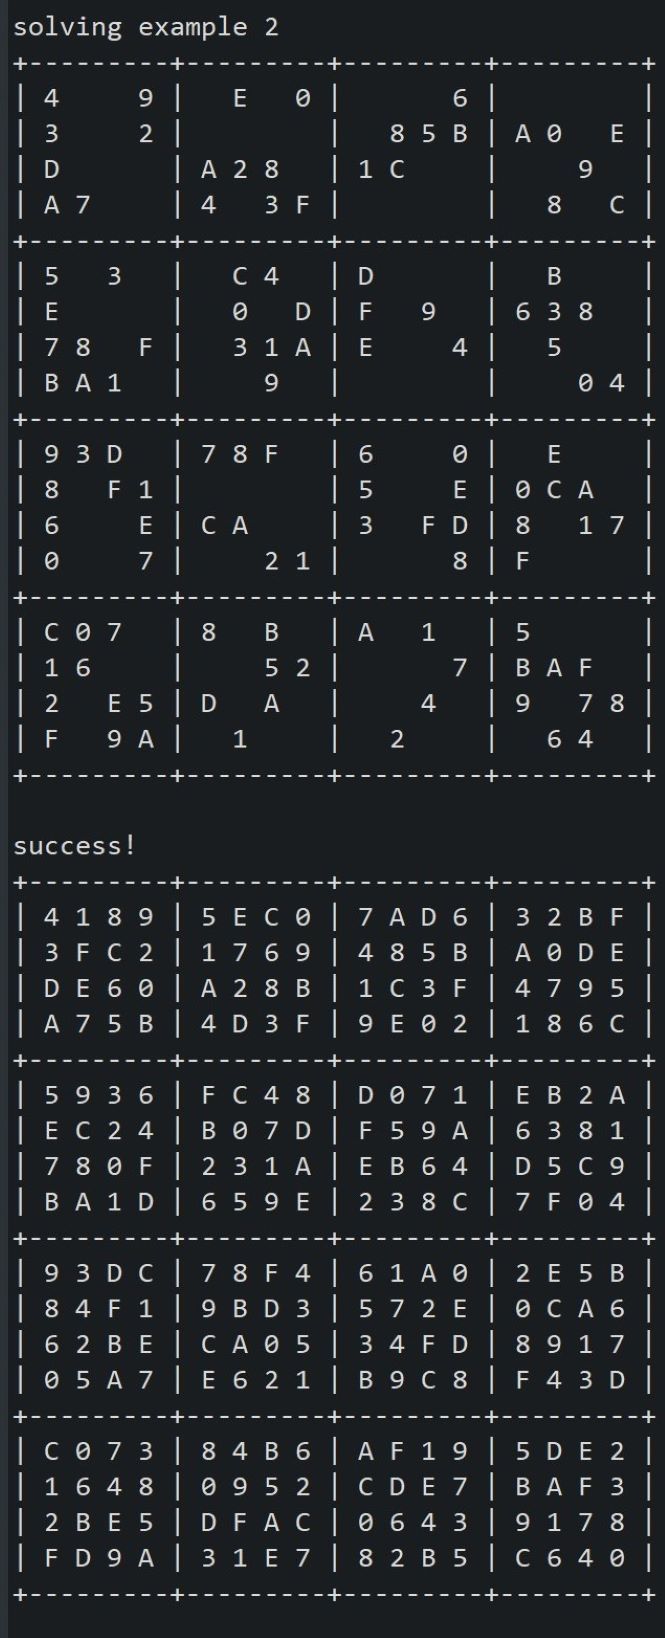 solving example 2
+---------+---------+---------+---------+
| 4     9 |   E   0 |       6 |         |
| 3     2 |         |   8 5 B | A 0   E |
| D       | A 2 8   | 1 C     |     9   |
| A 7     | 4   3 F |         |   8   C |
+---------+---------+---------+---------+
| 5   3   |   C 4   | D       |   B     |
| E       |   0   D | F   9   | 6 3 8   |
| 7 8   F |   3 1 A | E     4 |   5     |
| B A 1   |     9   |         |     0 4 |
+---------+---------+---------+---------+
| 9 3 D   | 7 8 F   | 6     0 |   E     |
| 8   F 1 |         | 5     E | 0 C A   |
| 6     E | C A     | 3   F D | 8   1 7 |
| 0     7 |     2 1 |       8 | F       |
+---------+---------+---------+---------+
| C 0 7   | 8   B   | A   1   | 5       |
| 1 6     |     5 2 |       7 | B A F   |
| 2   E 5 | D   A   |     4   | 9   7 8 |
| F   9 A |   1     |   2     |   6 4   |
+---------+---------+---------+---------+
success!
+---------+---------+---------+---------+
| 4 1 8 9 | 5 E C 0 | 7 A D 6 | 3 2 B F |
| 3 F C 2 | 1 7 6 9 | 4 8 5 B | A 0 D E |
| D E 6 0 | A 2 8 B | 1 C 3 F | 4 7 9 5 |
| A 7 5 B | 4 D 3 F | 9 E 0 2 | 1 8 6 C |
+---------+---------+---------+---------+
| 5 9 3 6 | F C 4 8 | D 0 7 1 | E B 2 A |
| E C 2 4 | B 0 7 D | F 5 9 A | 6 3 8 1 |
| 7 8 0 F | 2 3 1 A | E B 6 4 | D 5 C 9 |
| B A 1 D | 6 5 9 E | 2 3 8 C | 7 F 0 4 |
+---------+---------+---------+---------+
| 9 3 D C | 7 8 F 4 | 6 1 A 0 | 2 E 5 B |
| 8 4 F 1 | 9 B D 3 | 5 7 2 E | 0 C A 6 |
| 6 2 B E | C A 0 5 | 3 4 F D | 8 9 1 7 |
| 0 5 A 7 | E 6 2 1 | B 9 C 8 | F 4 3 D |
+---------+---------+---------+---------+
| C 0 7 3 | 8 4 B 6 | A F 1 9 | 5 D E 2 |
| 1 6 4 8 | 0 9 5 2 | C D E 7 | B A F 3 |
| 2 B E 5 | D F A C | 0 6 4 3 | 9 1 7 8 |
| F D 9 A | 3 1 E 7 | 8 2 B 5 | C 6 4 0 |
+---------+---------+---------+---------+